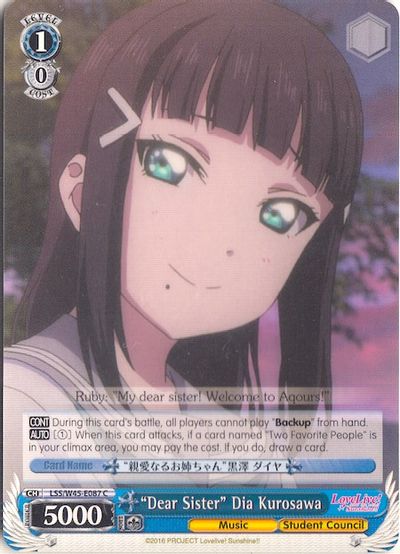 LEVEL
1
0
COST
Ruby: "My dear sister! Welcome to Aqours!"
CONT During this card's battle, all players cannot play "Backup" from hand.
AUTO [①] When this card attacks, if a card named "Two Favorite People" is
in your climax area, you may pay the cost. If you do, draw a card.
Card Name "親愛なるお姉ちゃん"黒澤 ダイヤ
CH LSS/W45-E087 C
"Dear Sister" Dia Kurosawa
LoveLive!
Sunshine!!
5000
Music
Student Council
©2016 PROJECT Lovelive! Sunshine!!